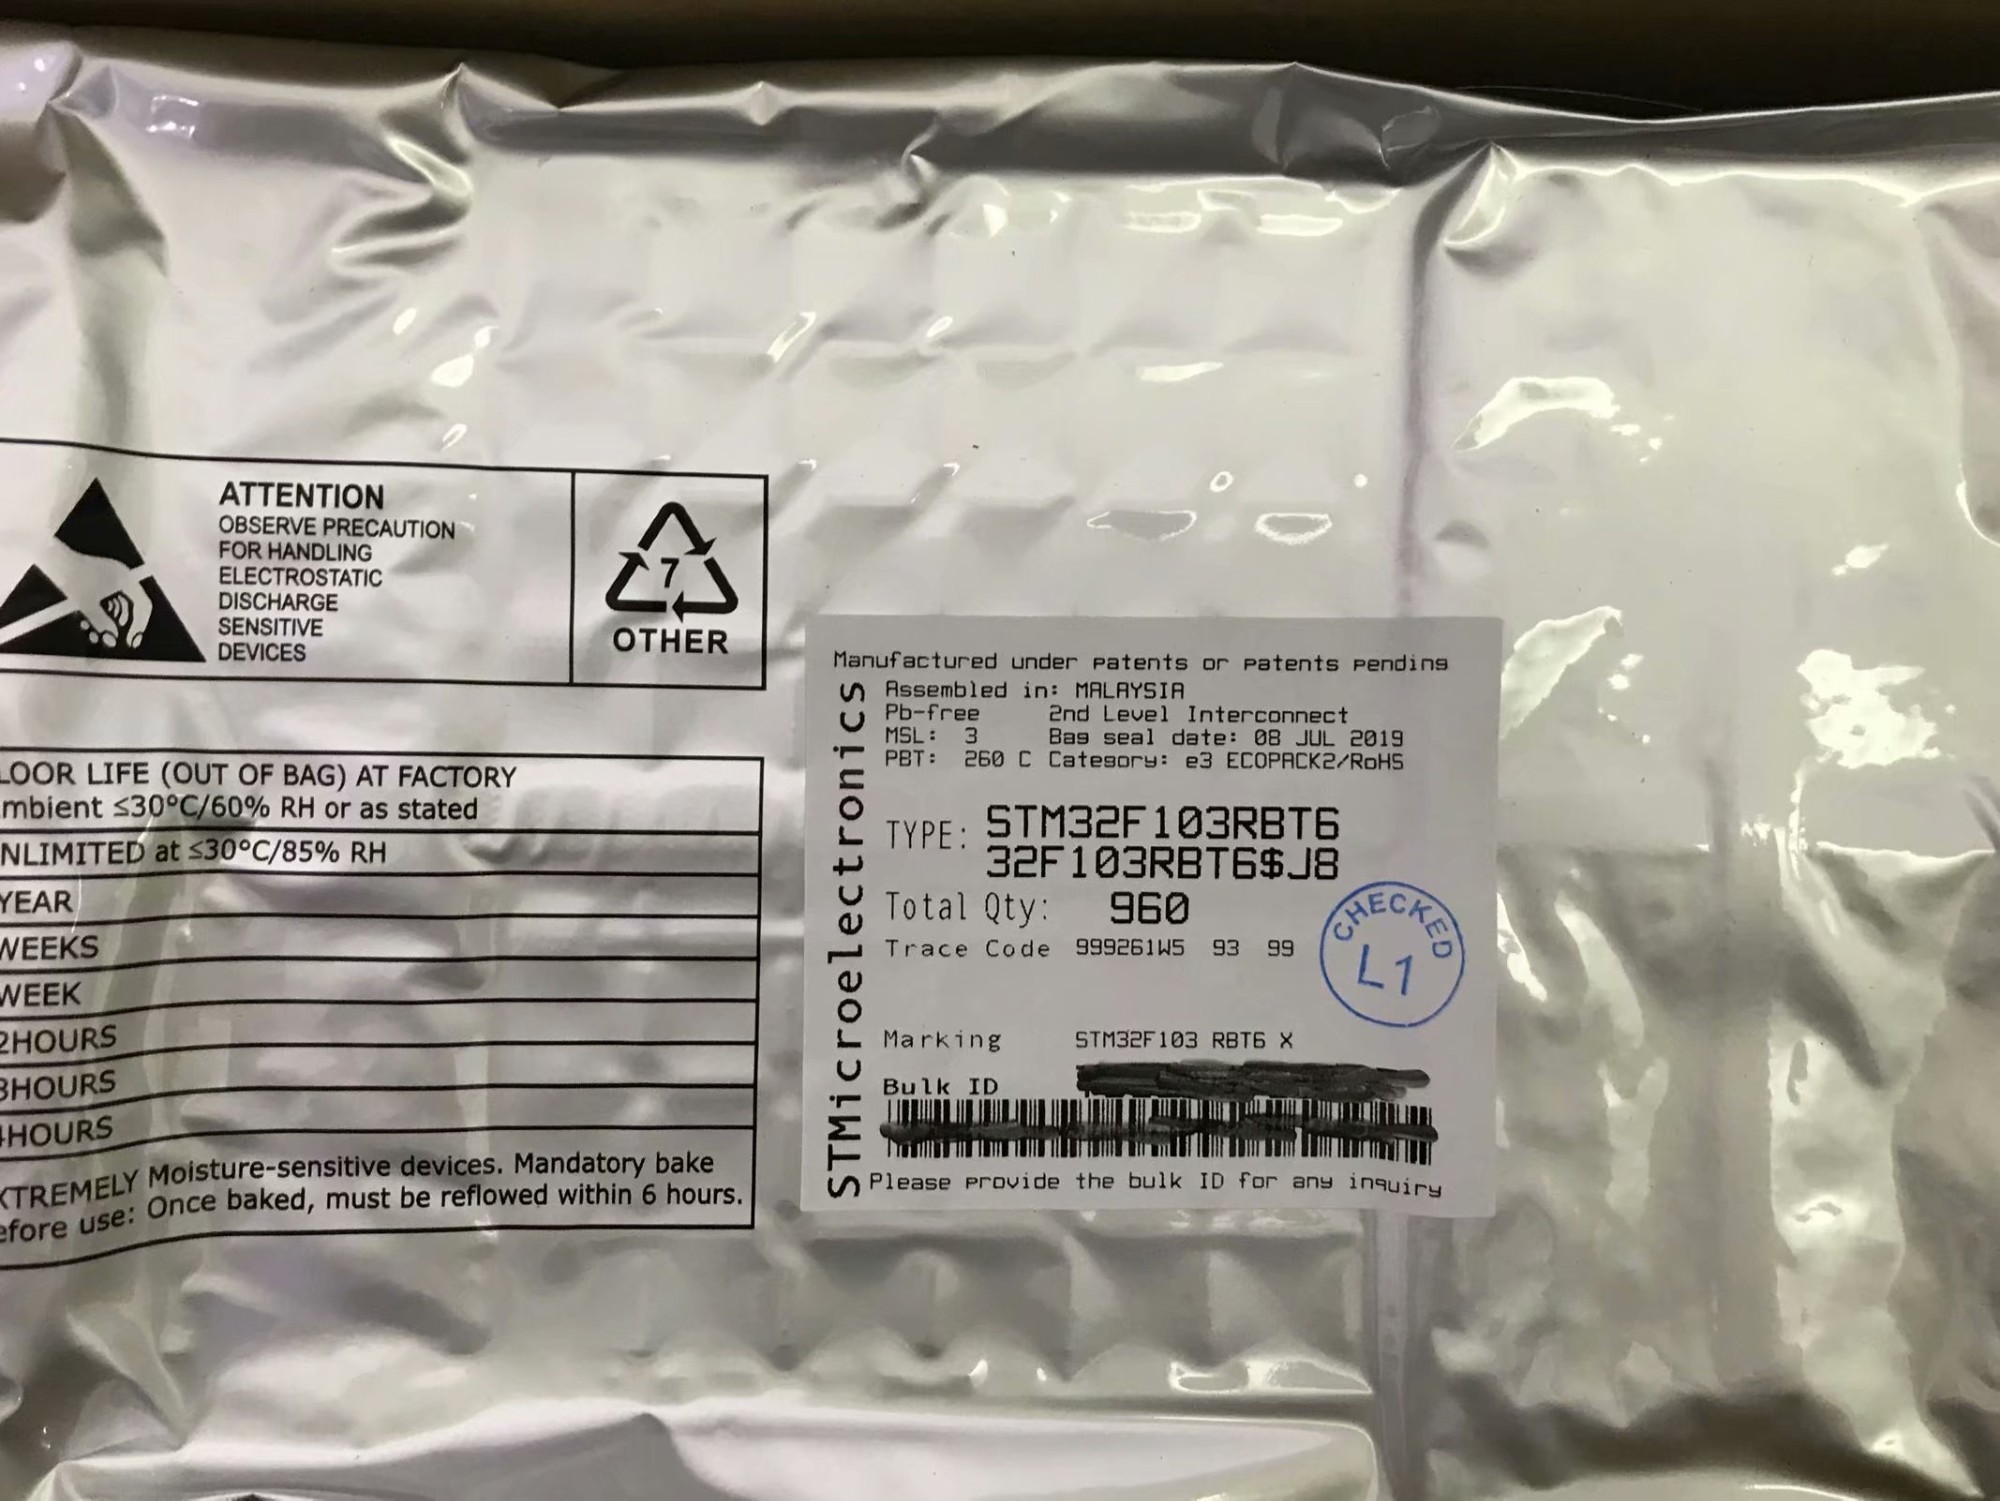 ATTENTION
OBSERVE PRECAUTION
FOR HANDLING
ELECTROSTATIC
DISCHARGE
SENSITIVE
DEVICES
7
OTHER
LOOR LIFE (OUT OF BAG) AT FACTORY
mbient ≤30°C/60% RH or as stated
NLIMITED at ≤30°C/85% RH
YEAR
WEEKS
WEEK
2HOURS
8HOURS
4HOURS
XTREMELY Moisture-sensitive devices. Mandatory bake
efore use: Once baked, must be reflowed within 6 hours.
STMicroelectronics
Manufactured under patents or patents pending
Assembled in: MALAYSIA
Pb-free 2nd Level Interconnect
MSL: 3 Bag seal date: 08 JUL 2019
PBT: 260 C Category: e3 ECOPACK2/RoHS
TYPE: STM32F103RBT6
32F103RBT6$J8
Total Qty: 960
Trace Code 999261W5 93 99
CHECKED
L1
Marking STM32F103 RBT6 X
Bulk ID
Please provide the bulk ID for any inquiry